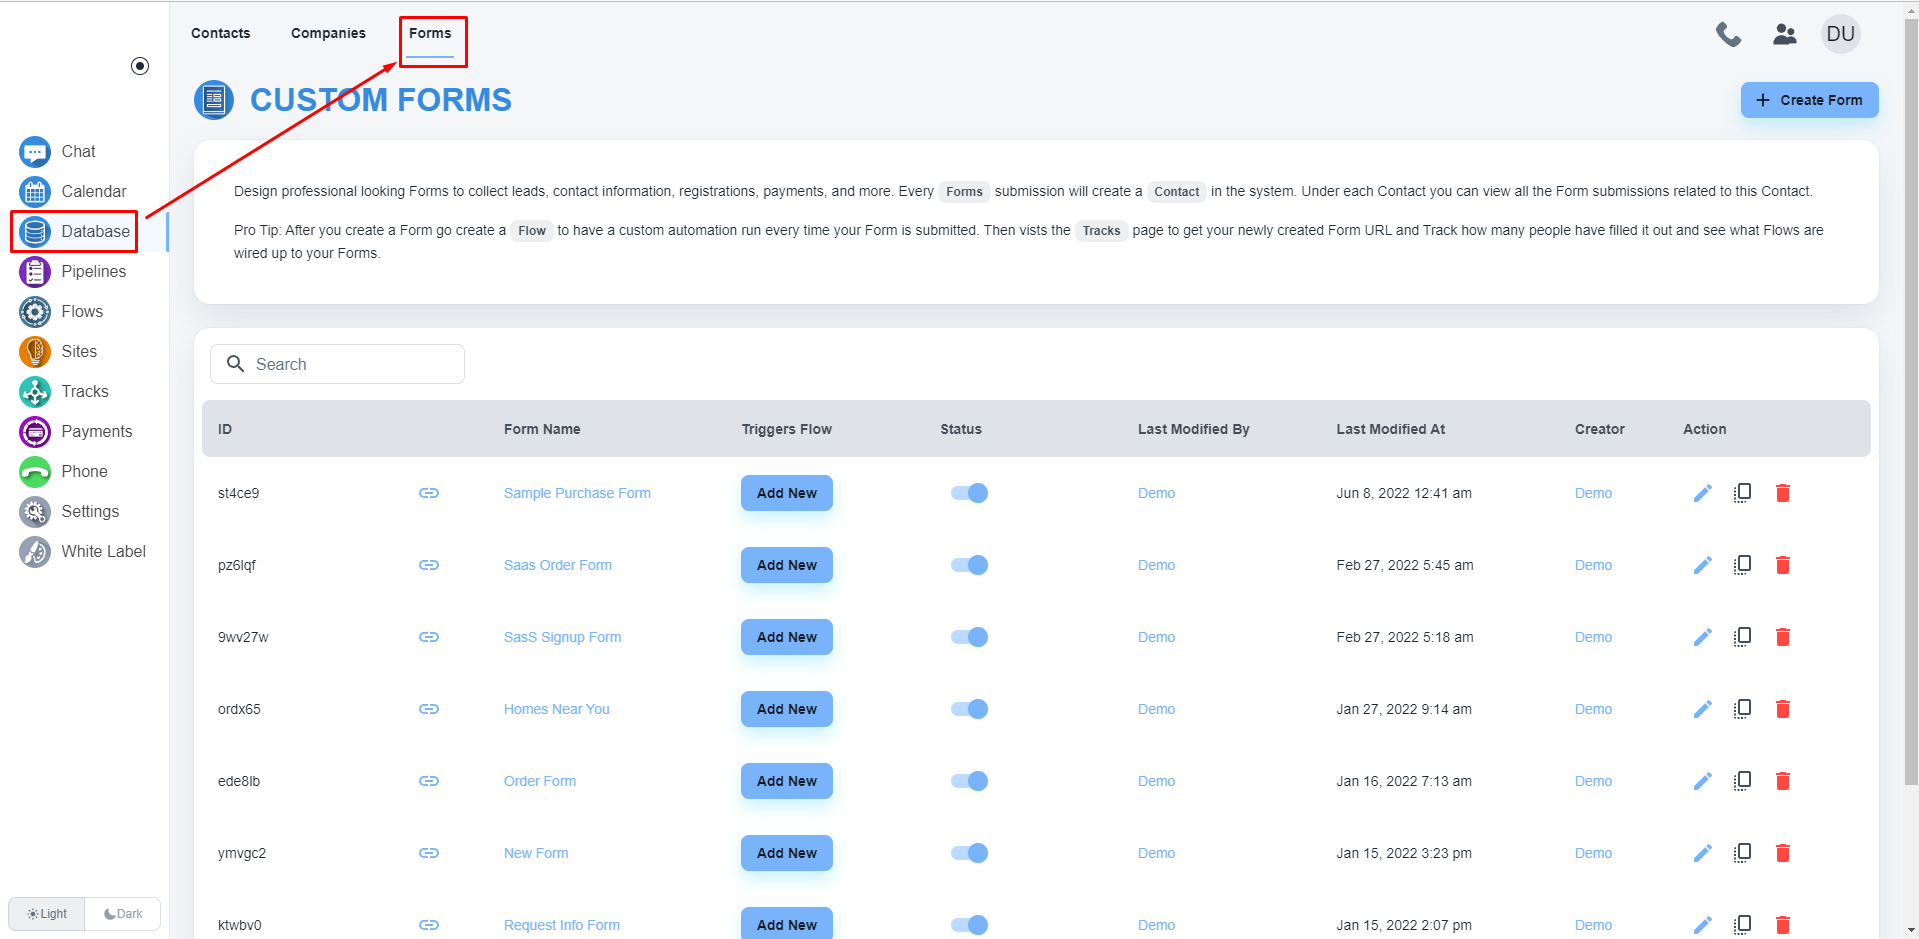 Contacts Companies Forms
DU
CUSTOM FORMS
+ Create Form
Chat
Calendar
Database
Pipelines
Flows
Sites
Tracks
Payments
Phone
Settings
White Label
Light Dark
Design professional looking Forms to collect leads, contact information, registrations, payments, and more. Every Forms submission will create a Contact in the system. Under each Contact you can view all the Form submissions related to this Contact.
Pro Tip: After you create a Form go create a Flow to have a custom automation run every time your Form is submitted. Then vists the Tracks page to get your newly created Form URL and Track how many people have filled it out and see what Flows are
wired up to your Forms.
Search
ID Form Name Triggers Flow Status Last Modified By Last Modified At Creator Action
st4ce9 Sample Purchase Form Add New Demo Jun 8, 2022 12:41 am Demo
pz6lqf Saas Order Form Add New Demo Feb 27, 2022 5:45 am Demo
9wv27w SasS Signup Form Add New Demo Feb 27, 2022 5:18 am Demo
ordx65 Homes Near You Add New Demo Jan 27, 2022 9:14 am Demo
ede8lb Order Form Add New Demo Jan 16, 2022 7:13 am Demo
ymvgc2 New Form Add New Demo Jan 15, 2022 3:23 pm Demo
ktwbv0 Request Info Form Add New Demo Jan 15, 2022 2:07 pm Demo